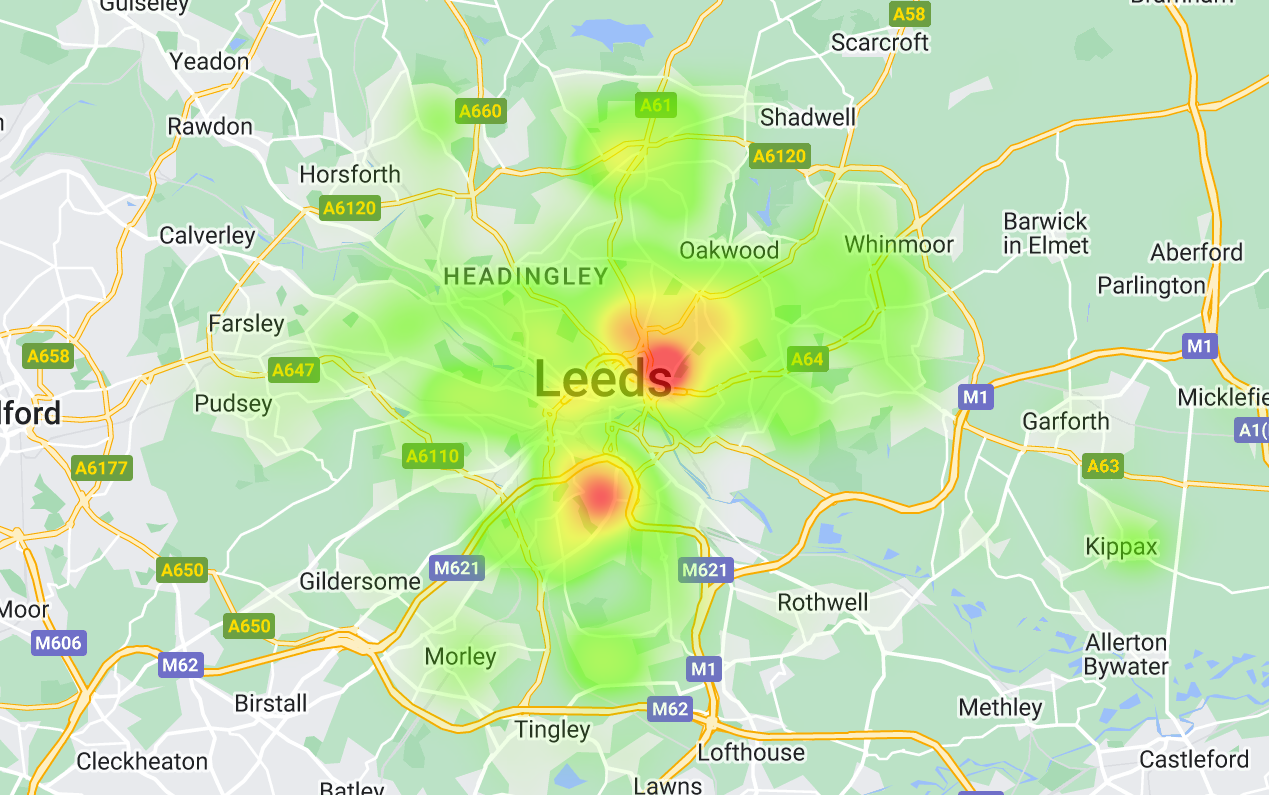 Guiseley
A58
Scarcroft
Yeadon
A660
A61
Shadwell
Rawdon
A6120
Horsforth
A6120
Calverley
Oakwood
Whinmoor
Barwick
in Elmet
Aberford
HEADINGLEY
Parlington
Farsley
M1
A658
A647
A64
Leeds
Pudsey
M1
Garforth
A1(
A6110
A6177
A63
Kippax
M621
M621
A650
Gildersome
Rothwell
Moor
A650
M606
Allerton
Bywater
Morley
M62
M1
Birstall
M62
Methley
Tingley
Lofthouse
Cleckheaton
Castleford
Lawns
Batley